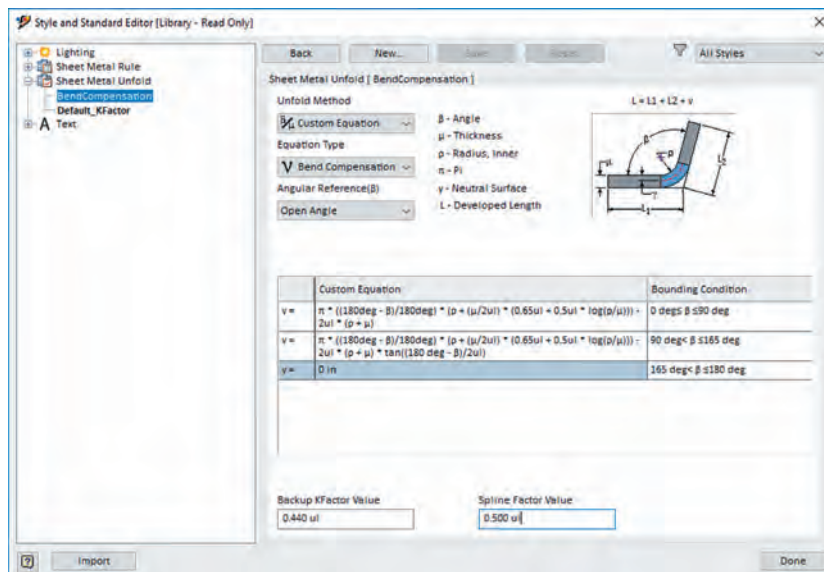 Style and Standard Editor [Library - Read Only]
Lighting
Sheet Metal Rule
Sheet Metal Unfold
BendCompensation
Default_KFactor
A Text
Back
New...
Save
Reset
All Styles
Sheet Metal Unfold [ BendCompensation ]
Unfold Method
Custom Equation
Equation Type
Bend Compensation
Angular Reference(β)
Open Angle
β - Angle
μ - Thickness
ρ - Radius, Inner
π - Pi
γ - Neutral Surface
L - Developed Length
L = L1 + L2 + v
β
ρ
μ
γ
L1
L2
Custom Equation
Bounding Condition
v =
π * ((180deg - β)/180deg) * (ρ + (μ/2ul) * (0.65ul + 0.5ul * log(ρ/μ))) -
2ul * (ρ + μ)
0 deg≤ β ≤90 deg
v =
π * ((180deg - β)/180deg) * (ρ + (μ/2ul) * (0.65ul + 0.5ul * log(ρ/μ))) -
2ul * (ρ + μ) * tan((180 deg - β)/2ul)
90 deg< β ≤165 deg
v =
0 in
165 deg< β ≤180 deg
Backup KFactor Value
0.440 ul
Spline Factor Value
0.500 ul
?
Import
Done